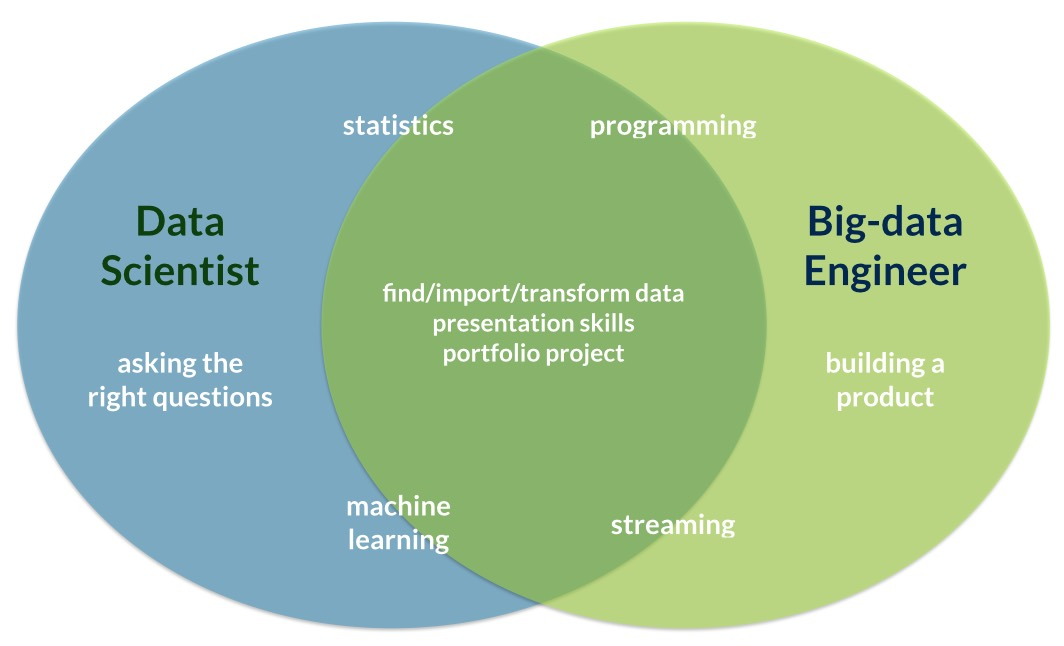 statistics
programming
Data
Scientist
Big-data
Engineer
find/import/transform data
presentation skills
portfolio project
asking the
right questions
building a
product
machine
learning
streaming